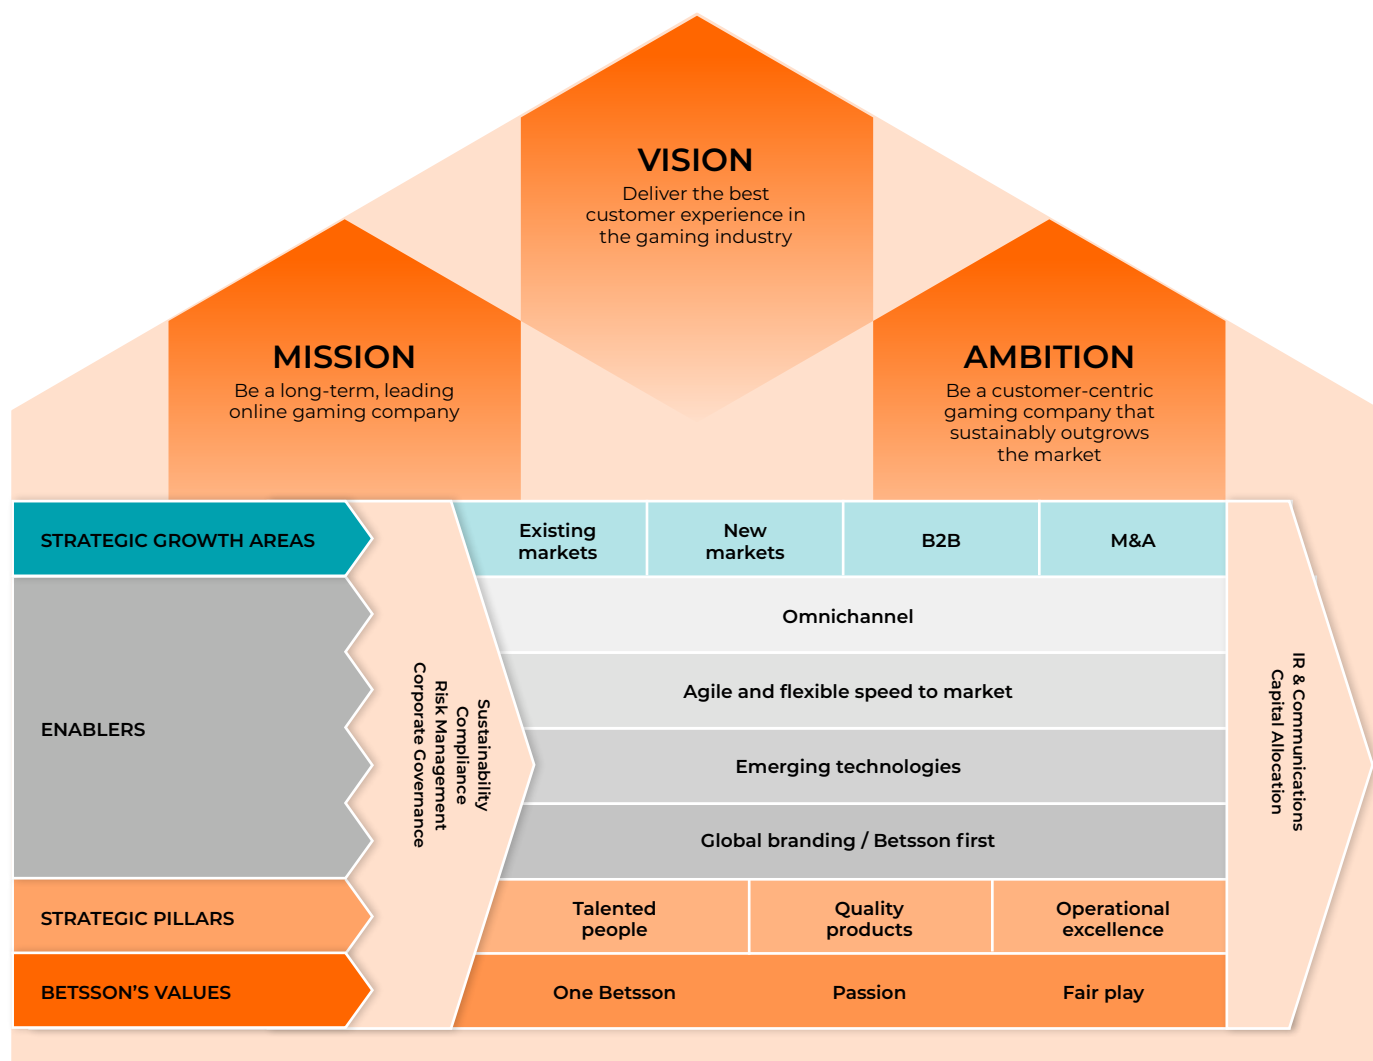 VISION
Deliver the best
customer experience in
the gaming industry
MISSION
Be a long-term, leading
online gaming company
AMBITION
Be a customer-centric
gaming company that
sustainably outgrows
the market
STRATEGIC GROWTH AREAS
Existing
markets
New
markets
B2B
M&A
ENABLERS
Omnichannel
Agile and flexible speed to market
Emerging technologies
Global branding / Betsson first
STRATEGIC PILLARS
Talented
people
Quality
products
Operational
excellence
BETSSON’S VALUES
One Betsson
Passion
Fair play
Sustainability
Compliance
Risk Management
Corporate Governance
IR & Communications
Capital Allocation